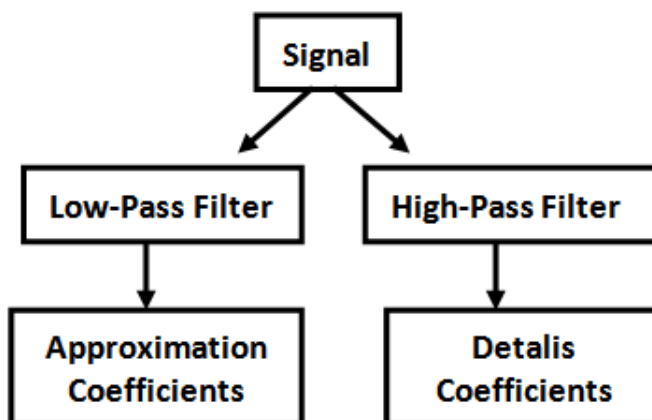 Signal
Low-Pass Filter
High-Pass Filter
Approximation
Coefficients
Detalis
Coefficients